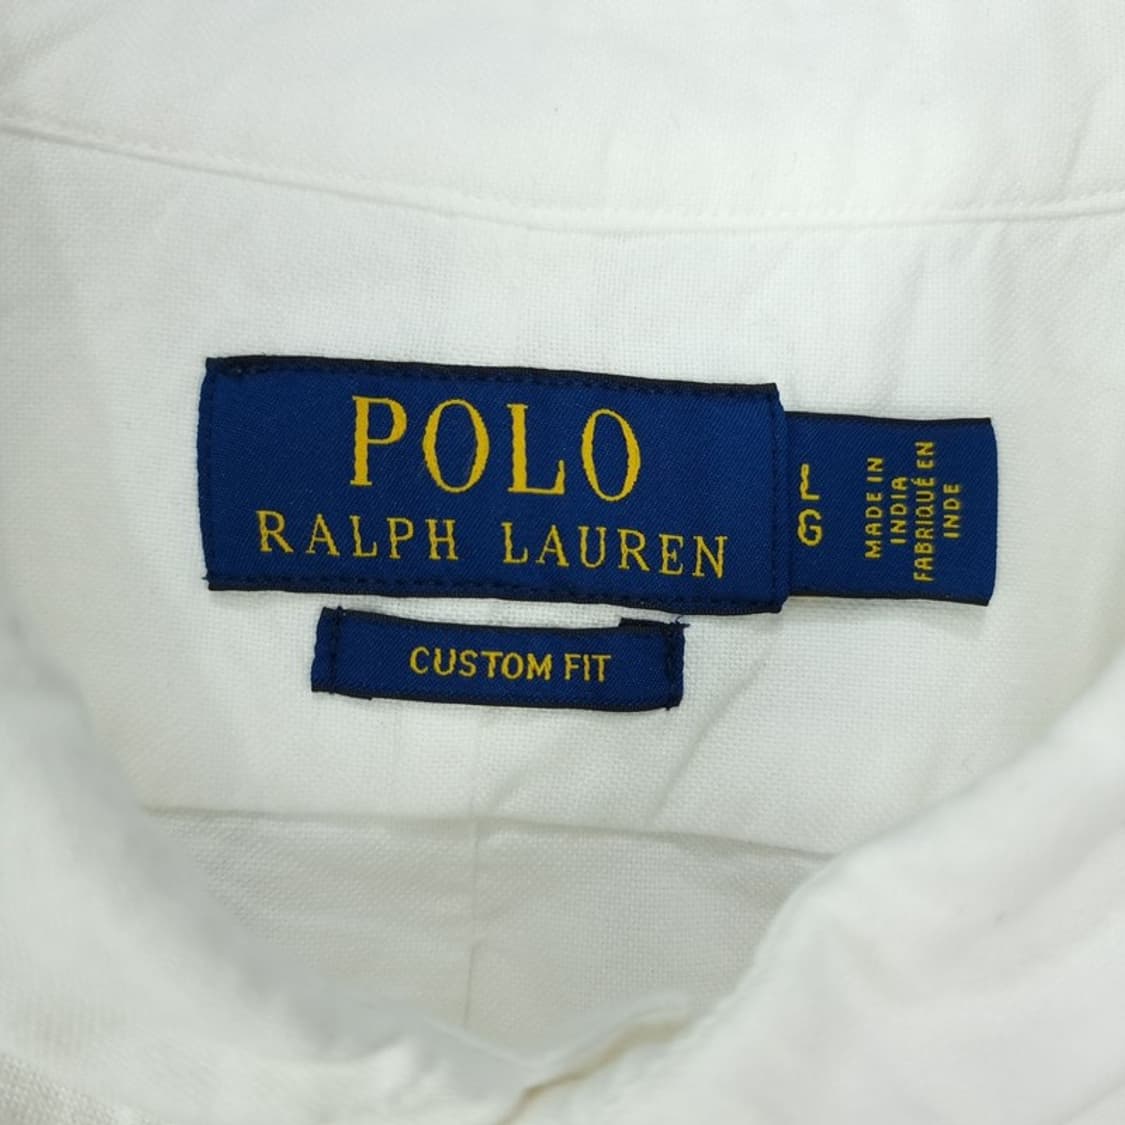 POLO
RALPH LAUREN
CUSTOM FIT
L
G
MADE IN
INDIA
FABRIQUÉ EN
INDE